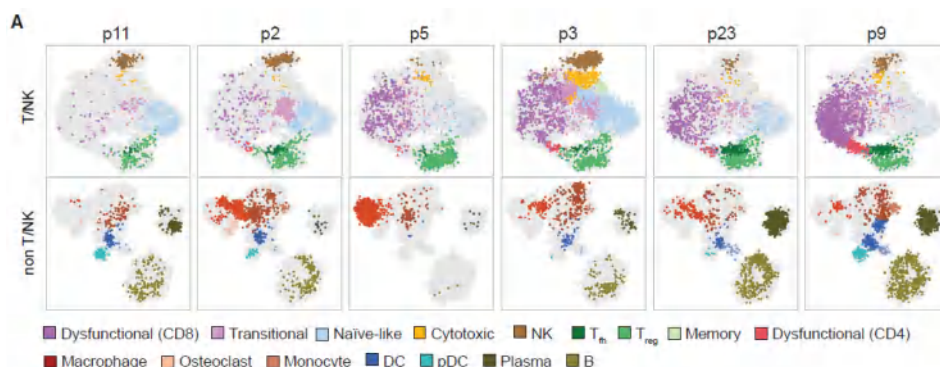 A
p11 p2 p5 p3 p23 p9
T/NK
non T/NK
Dysfunctional (CD8) Transitional Naïve-like Cytotoxic NK Tfh Treg Memory Dysfunctional (CD4)
Macrophage Osteoclast Monocyte DC pDC Plasma B